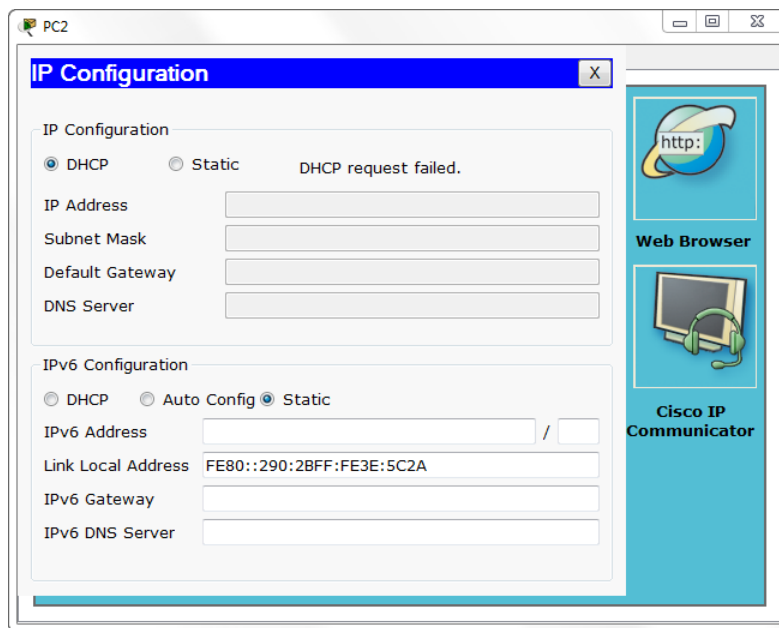 PC2
IP Configuration
X
IP Configuration
DHCP
Static
DHCP request failed.
IP Address
Subnet Mask
Default Gateway
DNS Server
IPv6 Configuration
DHCP
Auto Config
Static
IPv6 Address
/
Link Local Address
FE80::290:2BFF:FE3E:5C2A
IPv6 Gateway
IPv6 DNS Server
http:
Web Browser
Cisco IP
Communicator